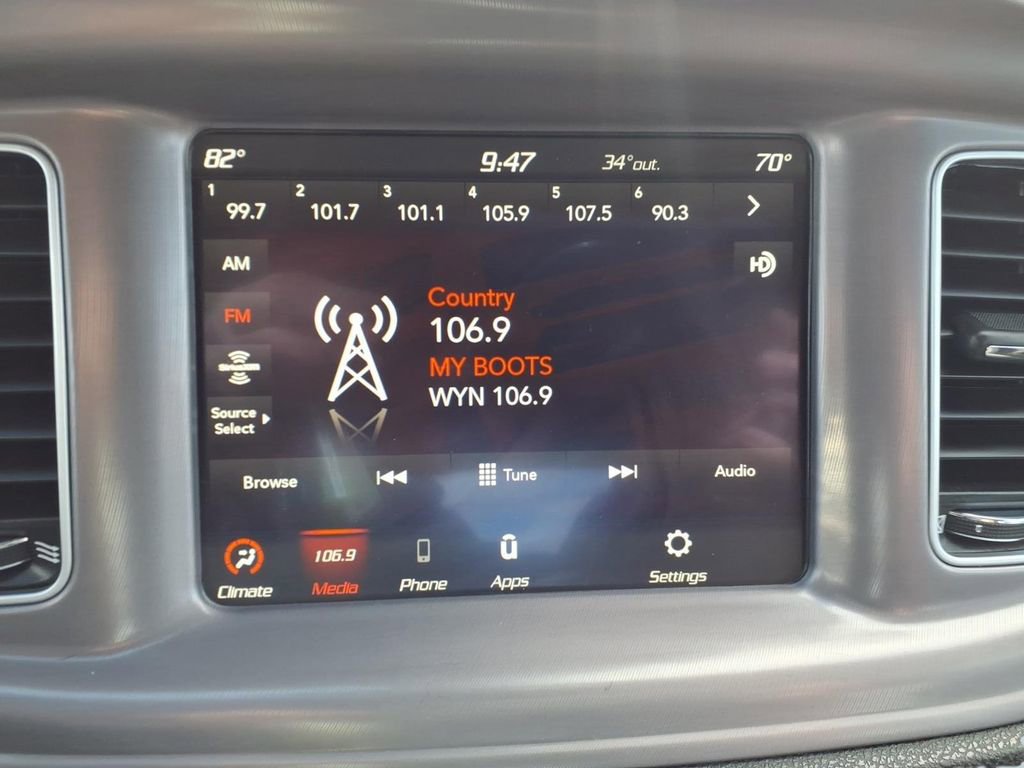 82° 9:47 34° out. 70°
1 99.7 2 101.7 3 101.1 4 105.9 5 107.5 6 90.3
AM
HD
FM
Country
106.9
MY BOOTS
WYN 106.9
SiriusXM
Source
Select
Browse Tune Audio
106.9
Climate Media Phone Apps Settings